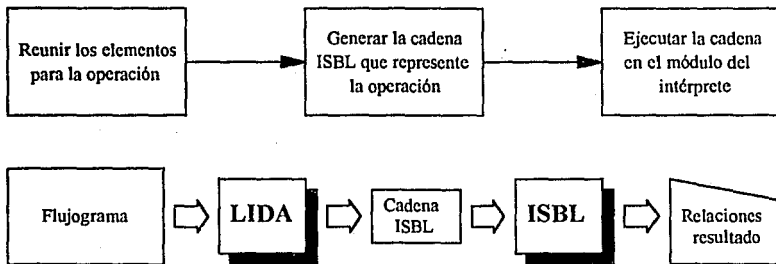 Reunir los elementos
para la operación
Generar la cadena
ISBL que represente
la operación
Ejecutar la cadena
en el módulo del
intérprete
Flujograma
LIDA
Cadena
ISBL
ISBL
Relaciones
resultado